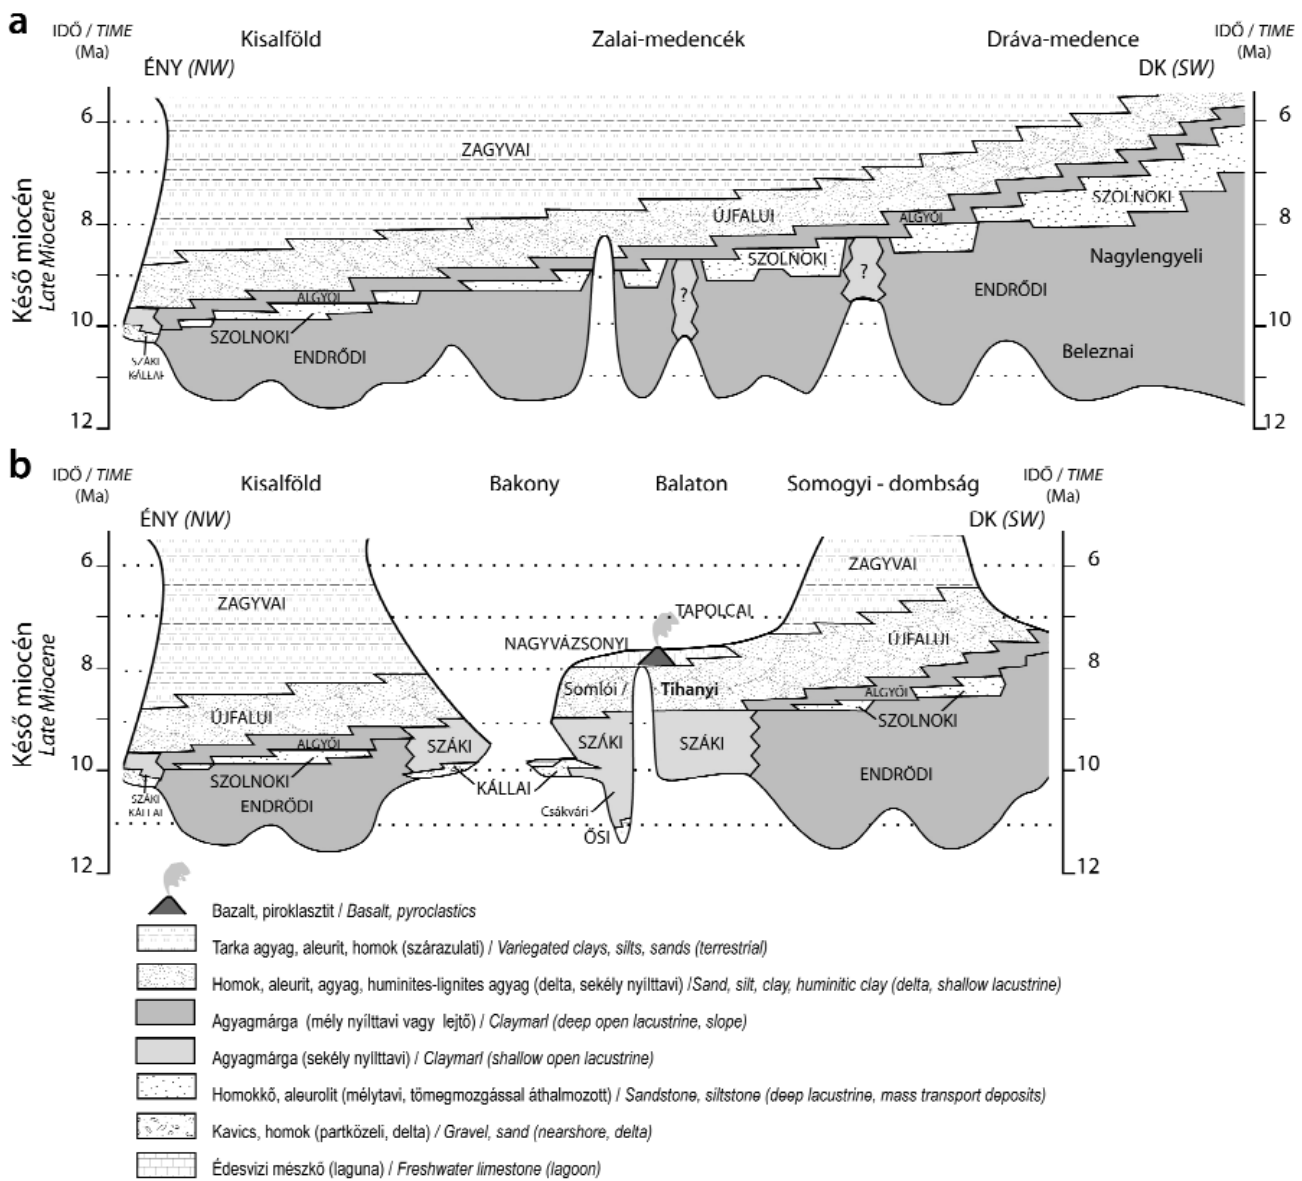 a
IDŐ / TIME
(Ma)
Kisalföld
Zalai-medencék
Dráva-medence
IDŐ / TIME
(Ma)
ÉNY (NW)
DK (SW)
6
8
10
12
Késő miocén
Late Miocene
ZAGYVAI
ÚJFALUI
ALGYŐI
SZOLNOKI
SZOLNOKI
?
?
Nagylengyeli
ENDRŐDI
Beleznai
ALGYŐI
SZOLNOKI
ENDRŐDI
SZÁKI
KÁLLAI
6
8
10
12
b
IDŐ / TIME
(Ma)
Kisalföld
Bakony
Balaton
Somogyi - dombság
IDŐ / TIME
(Ma)
ÉNY (NW)
DK (SW)
6
8
10
12
Késő miocén
Late Miocene
ZAGYVAI
ZAGYVAI
TAPOLCAI
NAGYVÁZSONYI
ÚJFALUI
Somlói /
Tihanyi
ALGYŐI
SZOLNOKI
ÚJFALUI
ALGYŐI
SZÁKI
SZÁKI
SZÁKI
SZOLNOKI
KÁLLAI
ENDRŐDI
ENDRŐDI
SZÁKI
KÁLLAI
Csákvári
ŐSI
6
8
10
12
Bazalt, piroklasztit / Basalt, pyroclastics
Tarka agyag, aleurit, homok (szárazulati) / Variegated clays, silts, sands (terrestrial)
Homok, aleurit, agyag, huminites-lignites agyag (delta, sekély nyílttavi) /Sand, silt, clay, huminitic clay (delta, shallow lacustrine)
Agyagmárga (mély nyílttavi vagy lejtő) / Claymarl (deep open lacustrine, slope)
Agyagmárga (sekély nyílttavi) / Claymarl (shallow open lacustrine)
Homokkő, aleurolit (mélytavi, tömegmozgással áthalmozott) / Sandstone, siltstone (deep lacustrine, mass transport deposits)
Kavics, homok (partközeli, delta) / Gravel, sand (nearshore, delta)
Édesvízi mészkő (laguna) / Freshwater limestone (lagoon)